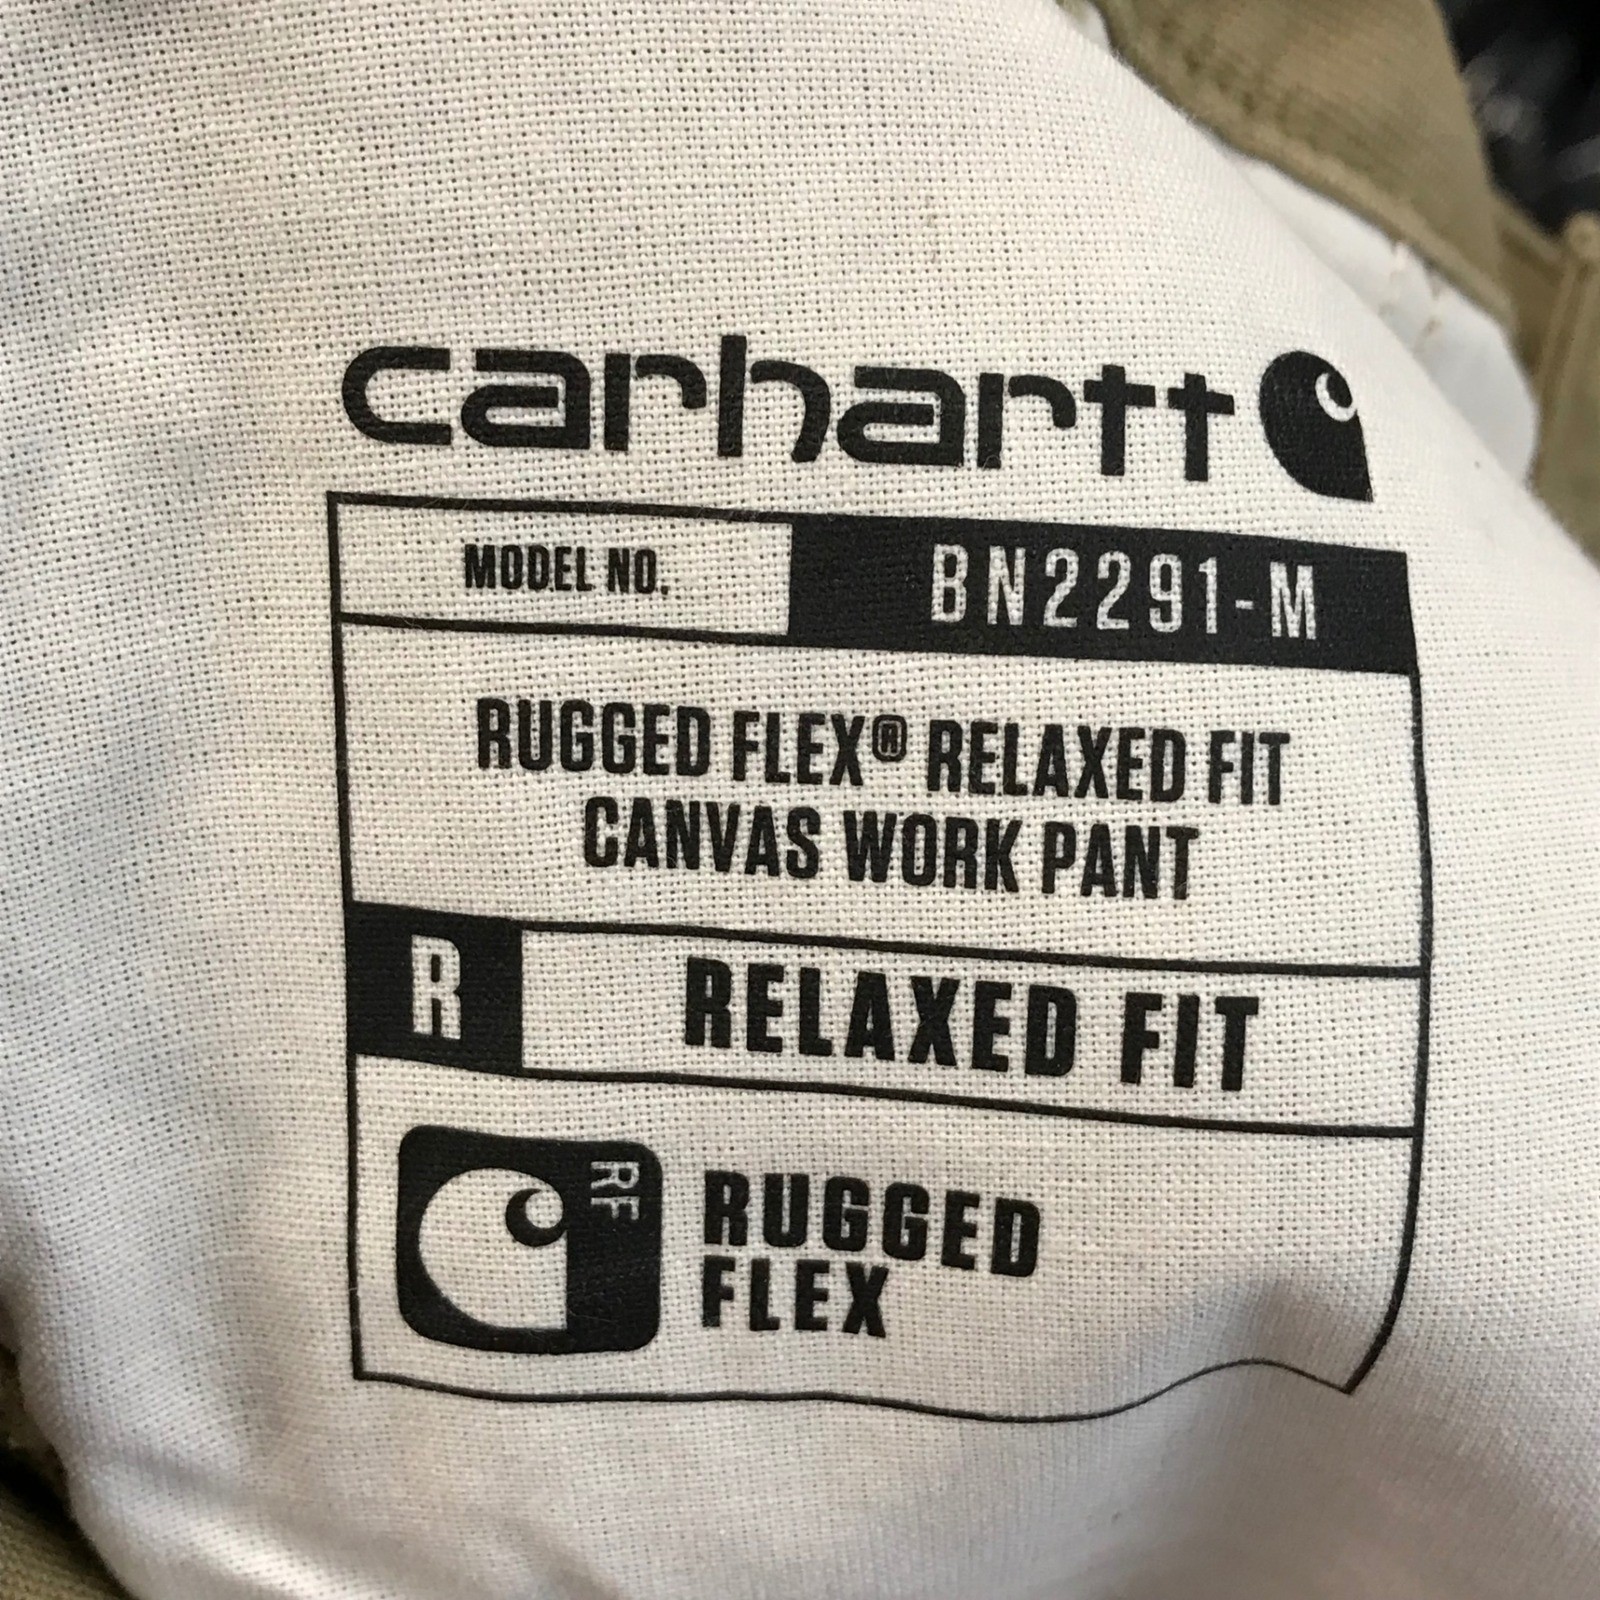 carhartt
MODEL NO. BN2291-M
RUGGED FLEX® RELAXED FIT
CANVAS WORK PANT
R RELAXED FIT
RF
RUGGED
FLEX